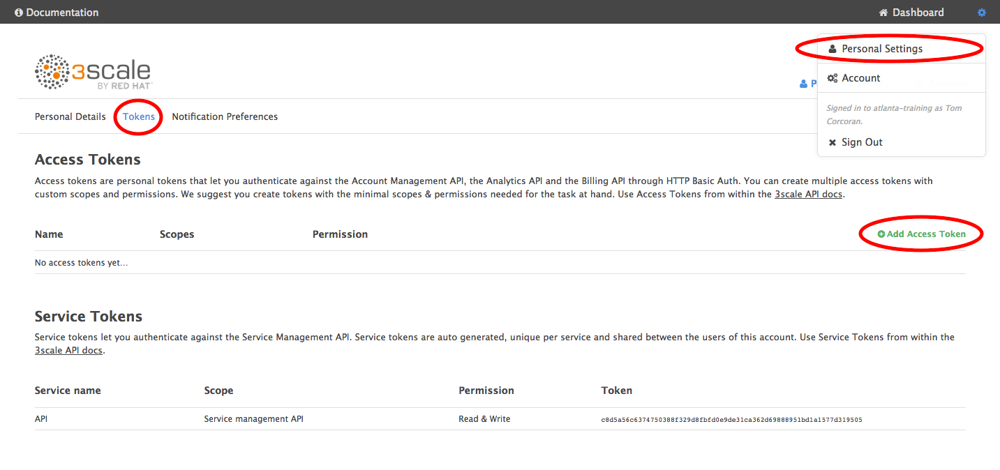 Documentation
Dashboard
Personal Settings
Account
Signed in to atlanta-training as Tom
Corcoran.
Sign Out
3scale
BY RED HAT
P
Personal Details
Tokens
Notification Preferences
Access Tokens
Access tokens are personal tokens that let you authenticate against the Account Management API, the Analytics API and the Billing API through HTTP Basic Auth. You can create multiple access tokens with
custom scopes and permissions. We suggest you create tokens with the minimal scopes & permissions needed for the task at hand. Use Access Tokens from within the 3scale API docs.
Name Scopes Permission Add Access Token
No access tokens yet...
Service Tokens
Service tokens let you authenticate against the Service Management API. Service tokens are auto generated, unique per service and shared between the users of this account. Use Service Tokens from within the
3scale API docs.
Service name Scope Permission Token
API Service management API Read & Write c8d5a56c6374750388f329d8fbfd0e9de31ca362d69888951bd1a1577d319505